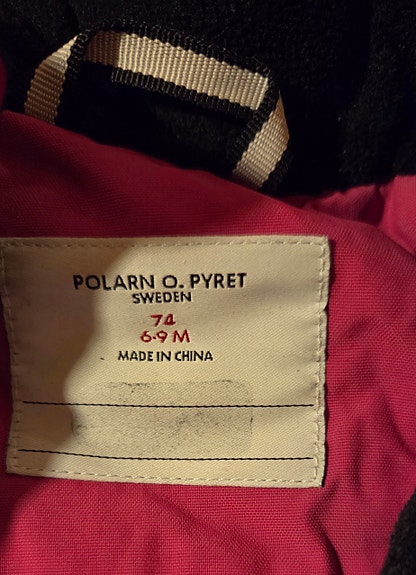 POLARN O. PYRET
SWEDEN
74
6-9 M
MADE IN CHINA